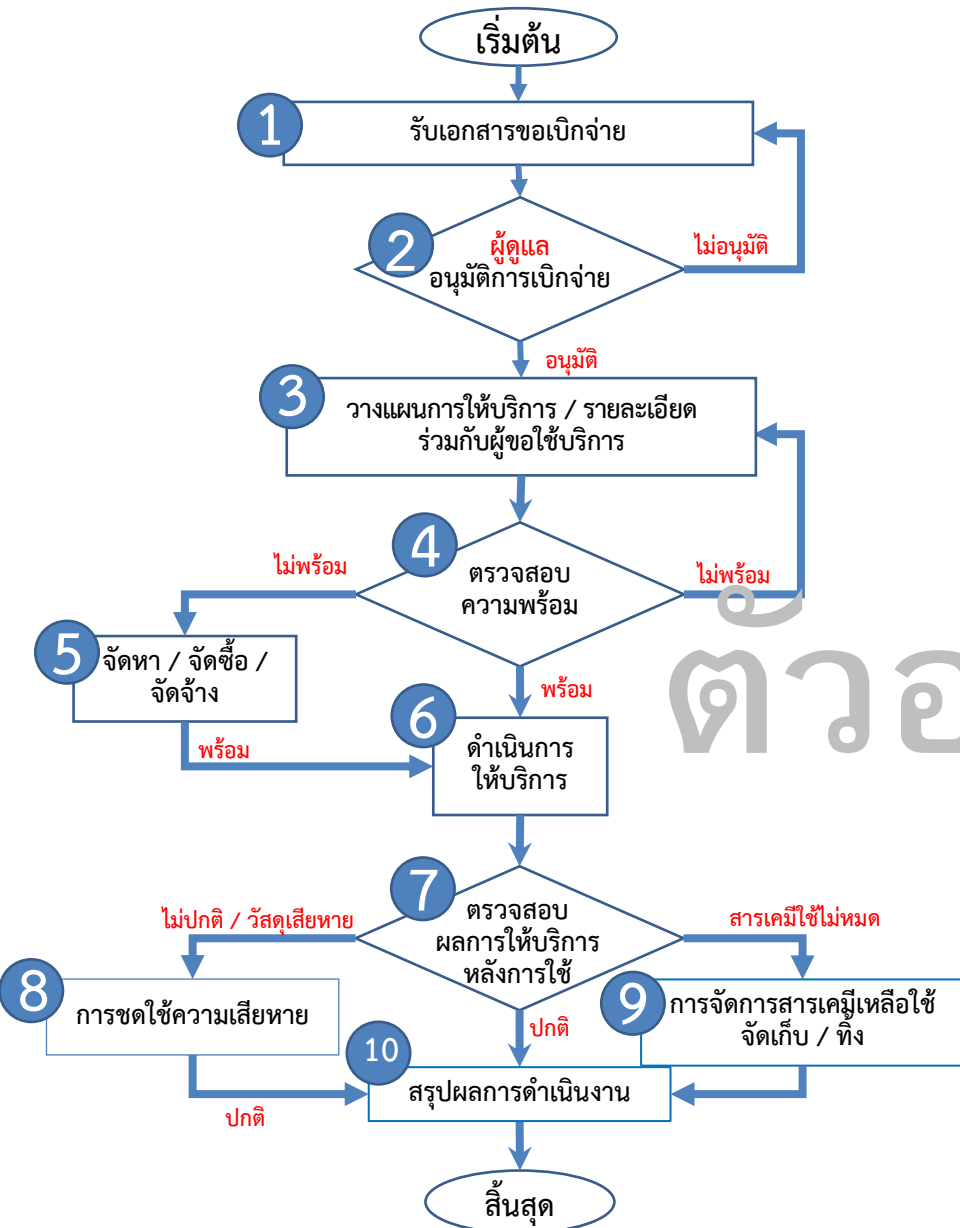 เริ่มต้น
1
รับเอกสารขอเบิกจ่าย
2
ผู้ดูแล
อนุมัติการเบิกจ่าย
ไม่อนุมัติ
อนุมัติ
3
วางแผนการให้บริการ / รายละเอียด
ร่วมกับผู้ขอใช้บริการ
4
ตรวจสอบ
ความพร้อม
ไม่พร้อม
ไม่พร้อม
5
จัดหา / จัดซื้อ /
จัดจ้าง
พร้อม
พร้อม
6
ดำเนินการ
ให้บริการ
ตัวอ
7
ตรวจสอบ
ผลการให้บริการ
หลังการใช้
ไม่ปกติ / วัสดุเสียหาย
สารเคมีใช้ไม่หมด
8
การชดใช้ความเสียหาย
9
การจัดการสารเคมีเหลือใช้
จัดเก็บ / ทิ้ง
ปกติ
10
สรุปผลการดำเนินงาน
ปกติ
สิ้นสุด